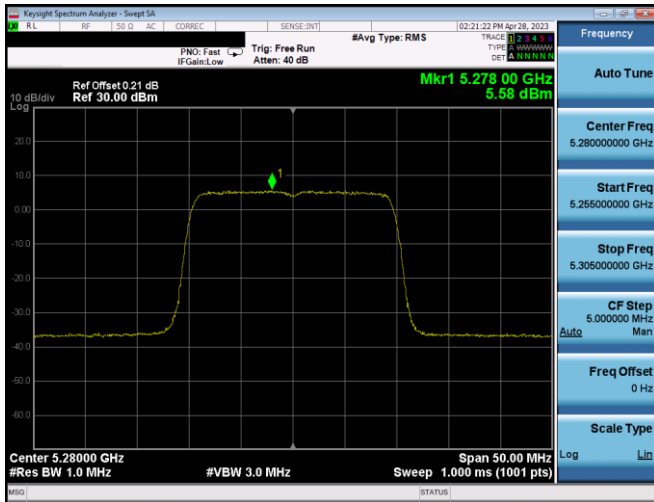 Keysight Spectrum Analyzer - Swept SA
RL RF 50 Ω AC CORREC SENSE:INT 02:21:22 PM Apr 28, 2023
#Avg Type: RMS TRACE 1 2 3 4 5 6
PNO: Fast Trig: Free Run TYPE A WWWWW
IFGain:Low Atten: 40 dB DET A N N N N N
Mkr1 5.278 00 GHz
5.58 dBm
Ref Offset 0.21 dB
10 dB/div Ref 30.00 dBm
Log
20.0
10.0
1
0.00
-10.0
-20.0
-30.0
-40.0
-50.0
-60.0
Center 5.28000 GHz Span 50.00 MHz
#Res BW 1.0 MHz #VBW 3.0 MHz Sweep 1.000 ms (1001 pts)
MSG STATUS
Frequency
Auto Tune
Center Freq
5.280000000 GHz
Start Freq
5.255000000 GHz
Stop Freq
5.305000000 GHz
CF Step
5.000000 MHz
Auto Man
Freq Offset
0 Hz
Scale Type
Log Lin